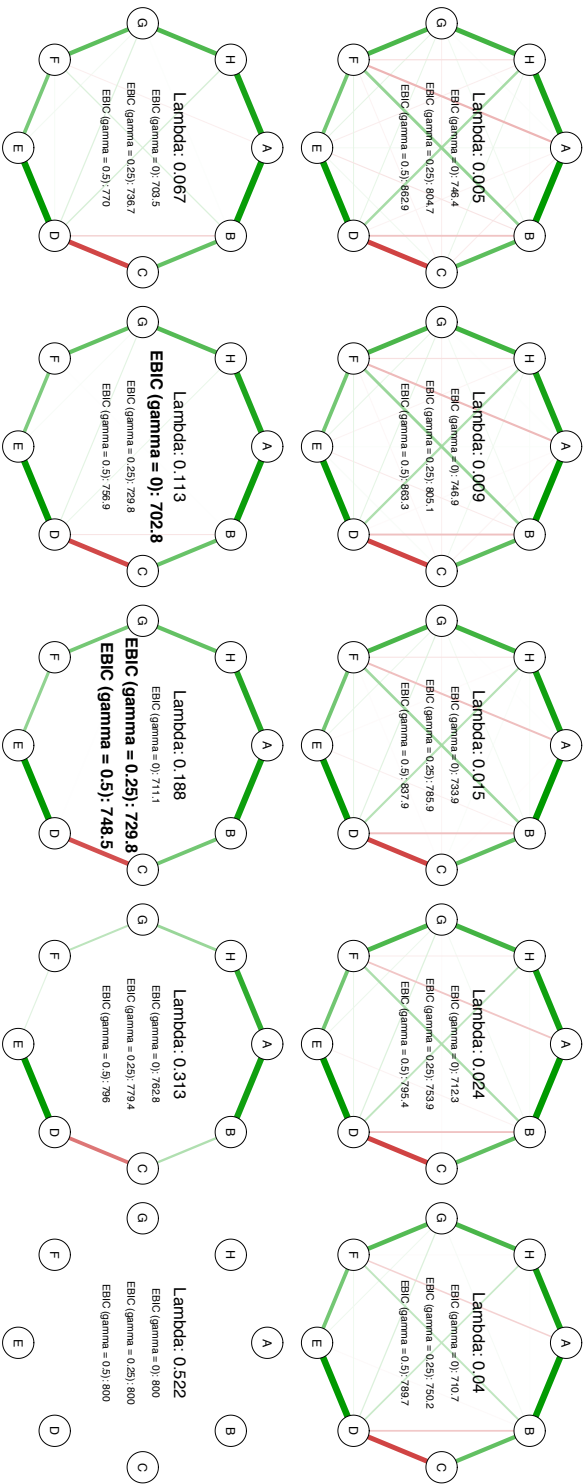 A
H
B
Lambda: 0.005
EBIC (gamma = 0): 746.4
EBIC (gamma = 0.25): 804.7
EBIC (gamma = 0.5): 862.9
G
C
F
D
E
A
H
B
Lambda: 0.009
EBIC (gamma = 0): 746.9
EBIC (gamma = 0.25): 805.1
EBIC (gamma = 0.5): 863.3
G
C
F
D
E
A
H
B
Lambda: 0.015
EBIC (gamma = 0): 733.9
EBIC (gamma = 0.25): 785.9
EBIC (gamma = 0.5): 837.9
G
C
F
D
E
A
H
B
Lambda: 0.024
EBIC (gamma = 0): 712.3
EBIC (gamma = 0.25): 753.9
EBIC (gamma = 0.5): 795.4
G
C
F
D
E
A
H
B
Lambda: 0.04
EBIC (gamma = 0): 710.7
EBIC (gamma = 0.25): 750.2
EBIC (gamma = 0.5): 789.7
G
C
F
D
E
A
H
B
Lambda: 0.067
EBIC (gamma = 0): 703.5
EBIC (gamma = 0.25): 736.7
EBIC (gamma = 0.5): 770
G
C
F
D
E
A
H
B
Lambda: 0.113
EBIC (gamma = 0): 702.8
EBIC (gamma = 0.25): 729.8
EBIC (gamma = 0.5): 756.9
G
C
F
D
E
A
H
B
Lambda: 0.188
EBIC (gamma = 0): 711.1
EBIC (gamma = 0.25): 729.8
EBIC (gamma = 0.5): 748.5
G
C
F
D
E
A
H
B
Lambda: 0.313
EBIC (gamma = 0): 762.8
EBIC (gamma = 0.25): 779.4
EBIC (gamma = 0.5): 796
G
C
F
D
E
A
H
B
Lambda: 0.522
EBIC (gamma = 0): 800
EBIC (gamma = 0.25): 800
EBIC (gamma = 0.5): 800
G
C
F
D
E